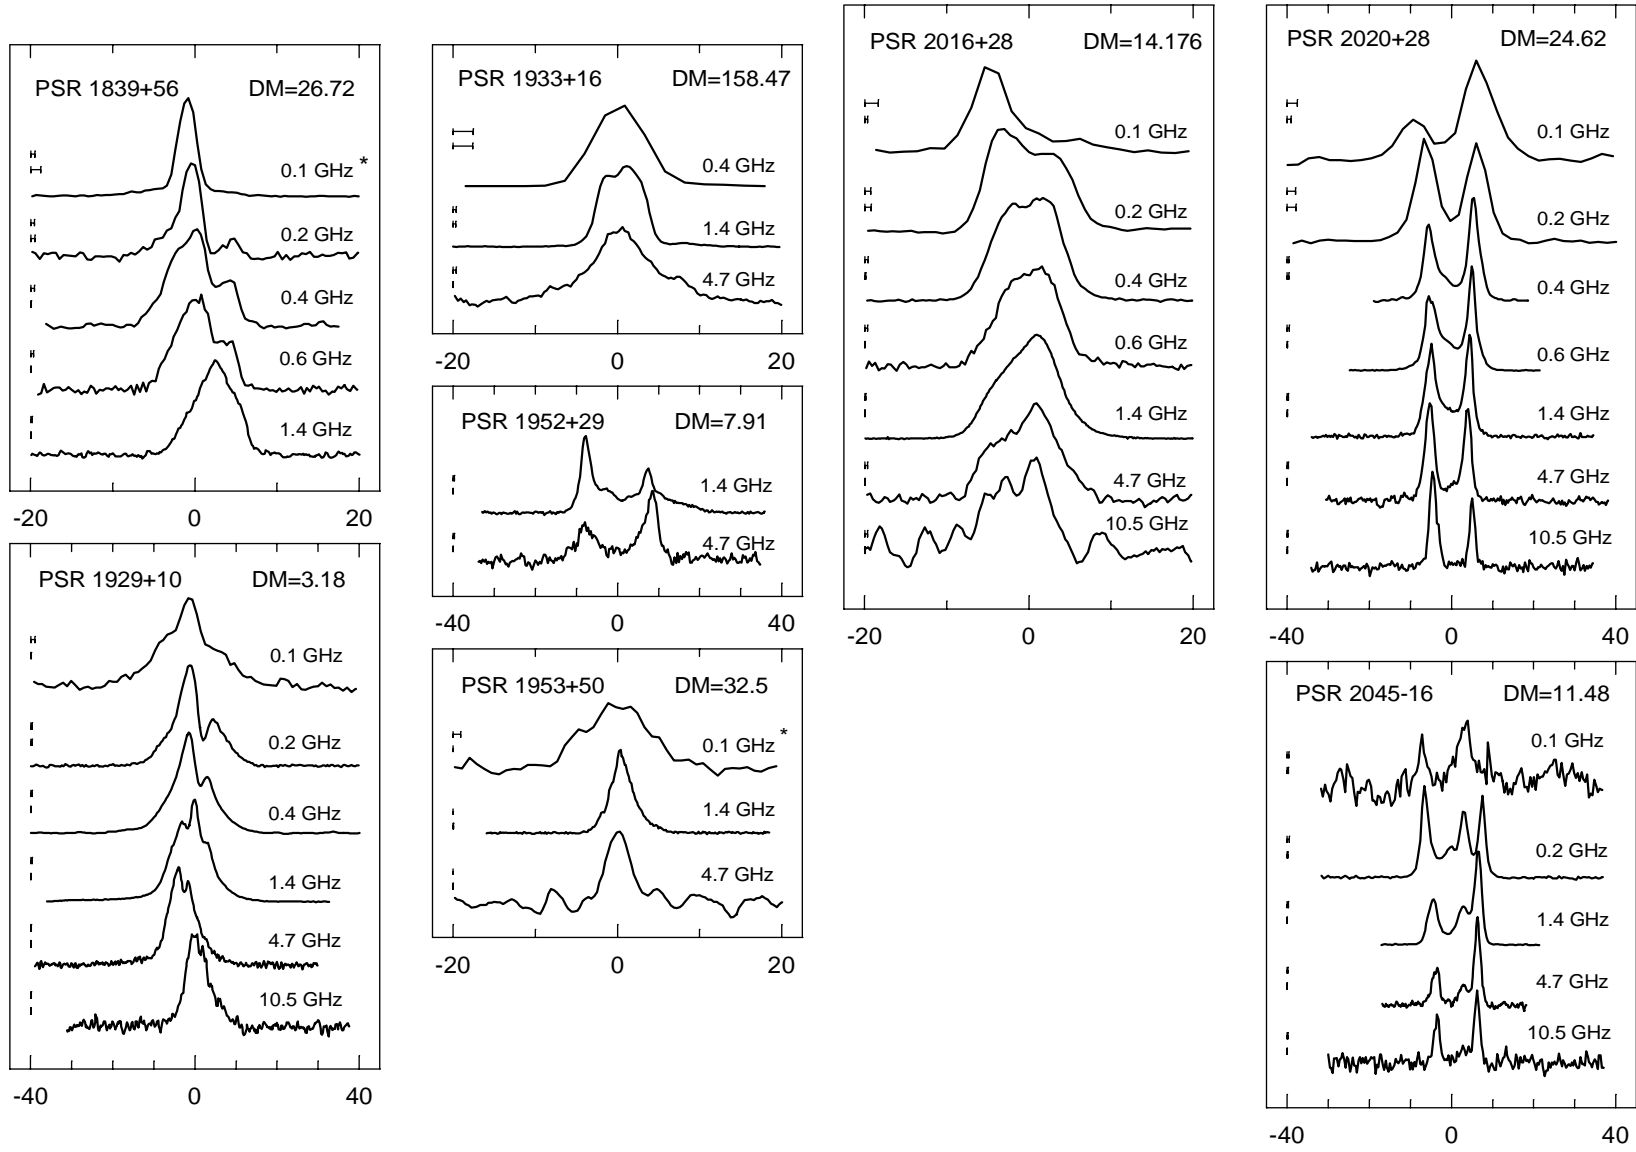 PSR 1839+56 DM=26.72
0.1 GHz *
0.2 GHz
0.4 GHz
0.6 GHz
1.4 GHz
-20 0 20
PSR 1929+10 DM=3.18
0.1 GHz
0.2 GHz
0.4 GHz
1.4 GHz
4.7 GHz
10.5 GHz
-40 0 40
PSR 1933+16 DM=158.47
0.4 GHz
1.4 GHz
4.7 GHz
-20 0 20
PSR 1952+29 DM=7.91
1.4 GHz
4.7 GHz
-40 0 40
PSR 1953+50 DM=32.5
0.1 GHz *
1.4 GHz
4.7 GHz
-20 0 20
PSR 2016+28 DM=14.176
0.1 GHz
0.2 GHz
0.4 GHz
0.6 GHz
1.4 GHz
4.7 GHz
10.5 GHz
-20 0 20
PSR 2020+28 DM=24.62
0.1 GHz
0.2 GHz
0.4 GHz
0.6 GHz
1.4 GHz
4.7 GHz
10.5 GHz
-40 0 40
PSR 2045-16 DM=11.48
0.1 GHz
0.2 GHz
1.4 GHz
4.7 GHz
10.5 GHz
-40 0 40